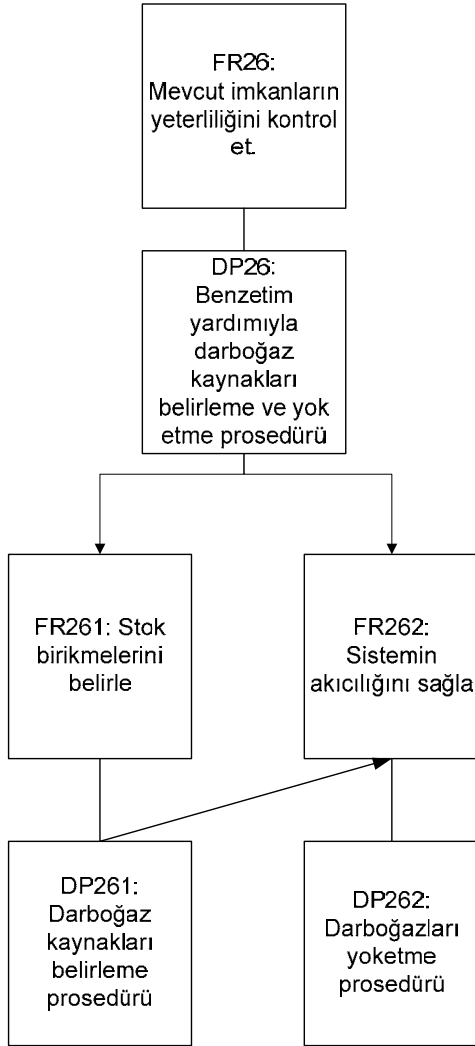 FR26:
Mevcut imkanların
yeterliliğini kontrol
et.
DP26:
Benzetim
yardımıyla
darboğaz
kaynakları
belirleme ve yok
etme prosedürü
FR261: Stok
birikmelerini
belirle
FR262:
Sistemin
akıcılığını sağla
DP261:
Darboğaz
kaynakları
belirleme
prosedürü
DP262:
Darboğazları
yoketme
prosedürü